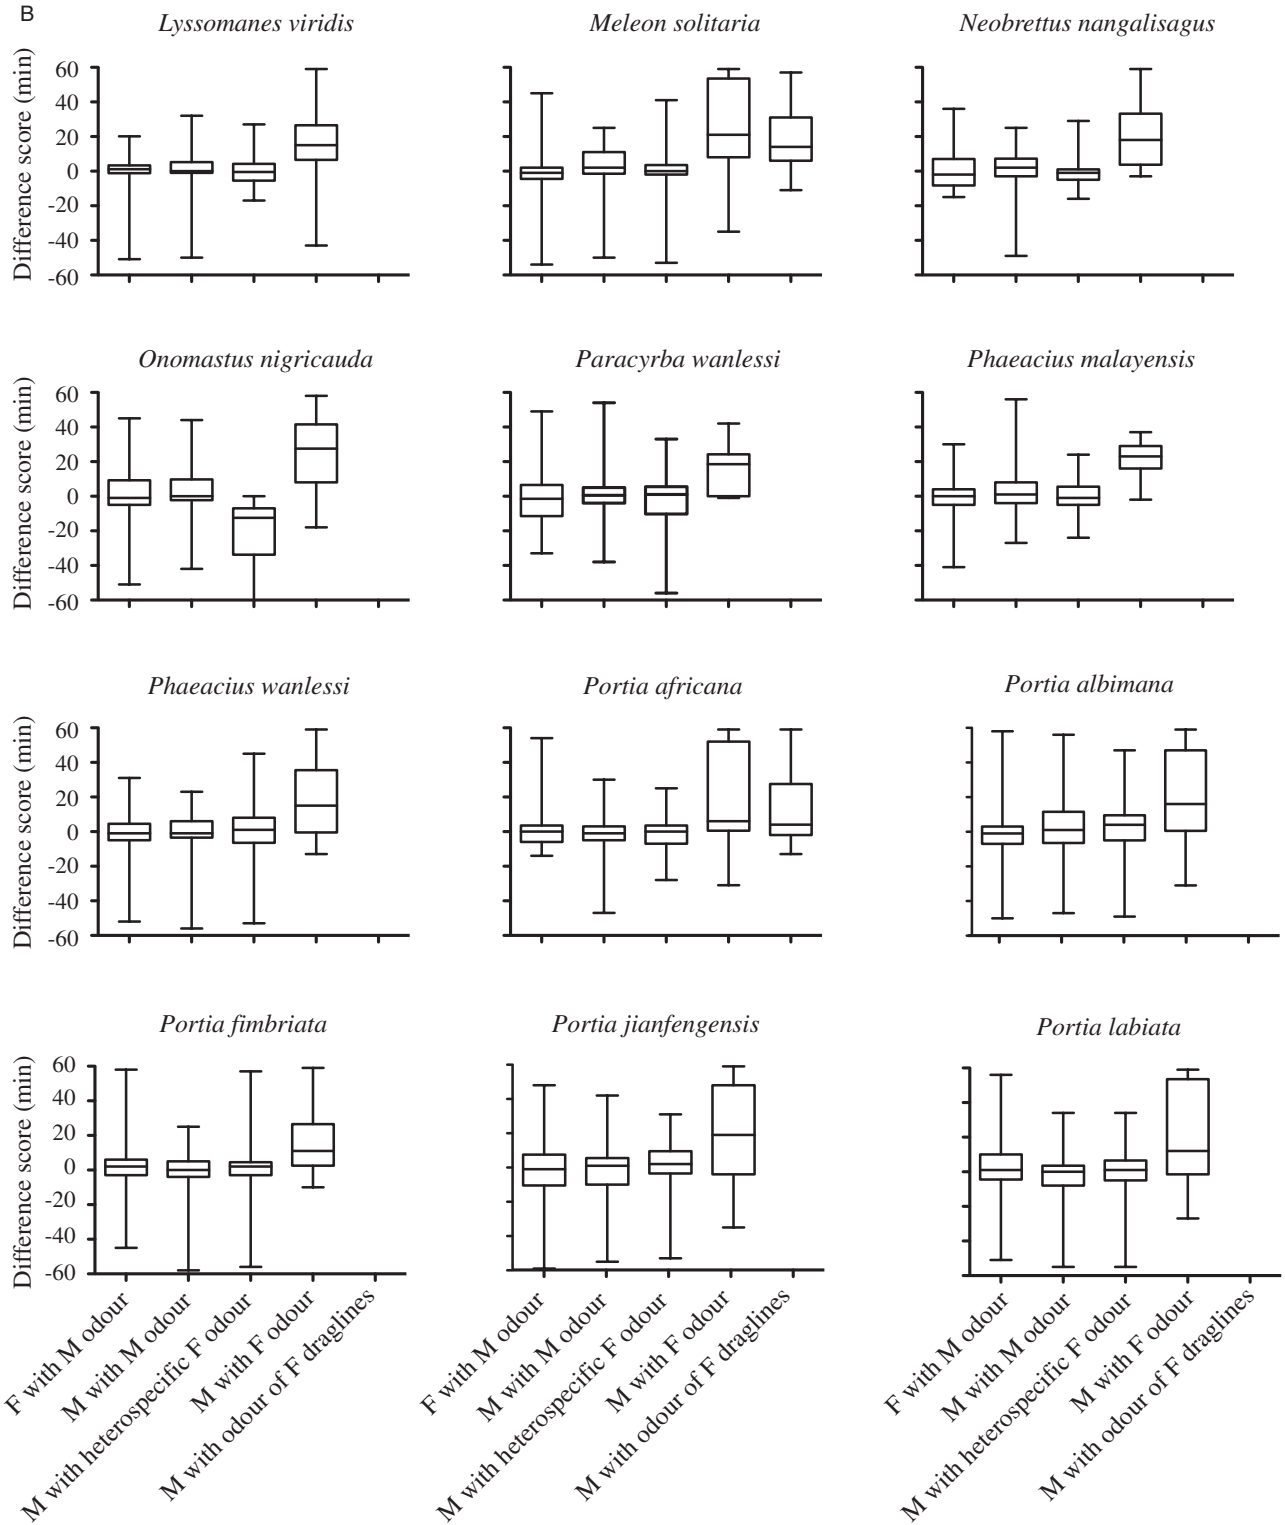 B
Lyssomanes viridis
Meleon solitaria
Neobrettus nangalisagus
Difference score (min)
60
40
20
0
-20
-40
-60
Onomastus nigricauda
Paracyrba wanlessi
Phaeacius malayensis
Difference score (min)
60
40
20
0
-20
-40
-60
Phaeacius wanlessi
Portia africana
Portia albimana
Difference score (min)
60
40
20
0
-20
-40
-60
Portia fimbriata
Portia jianfengensis
Portia labiata
Difference score (min)
60
40
20
0
-20
-40
-60
F with M odour
M with M odour
M with heterospecific F odour
M with F odour
M with odour of F draglines
F with M odour
M with M odour
M with heterospecific F odour
M with F odour
M with odour of F draglines
F with M odour
M with M odour
M with heterospecific F odour
M with F odour
M with odour of F draglines